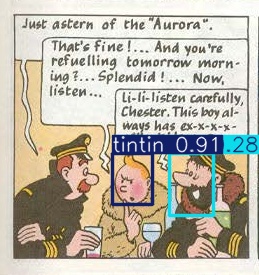 Just astern of the "Aurora".
That's fine!... And you're
refuelling tomorrow morn-
ing?... Splendid!... Now,
listen...
Li-li-listen carefully,
Chester. This boy al-
ways has ex-x-x-x-
tintin 0.91
.28